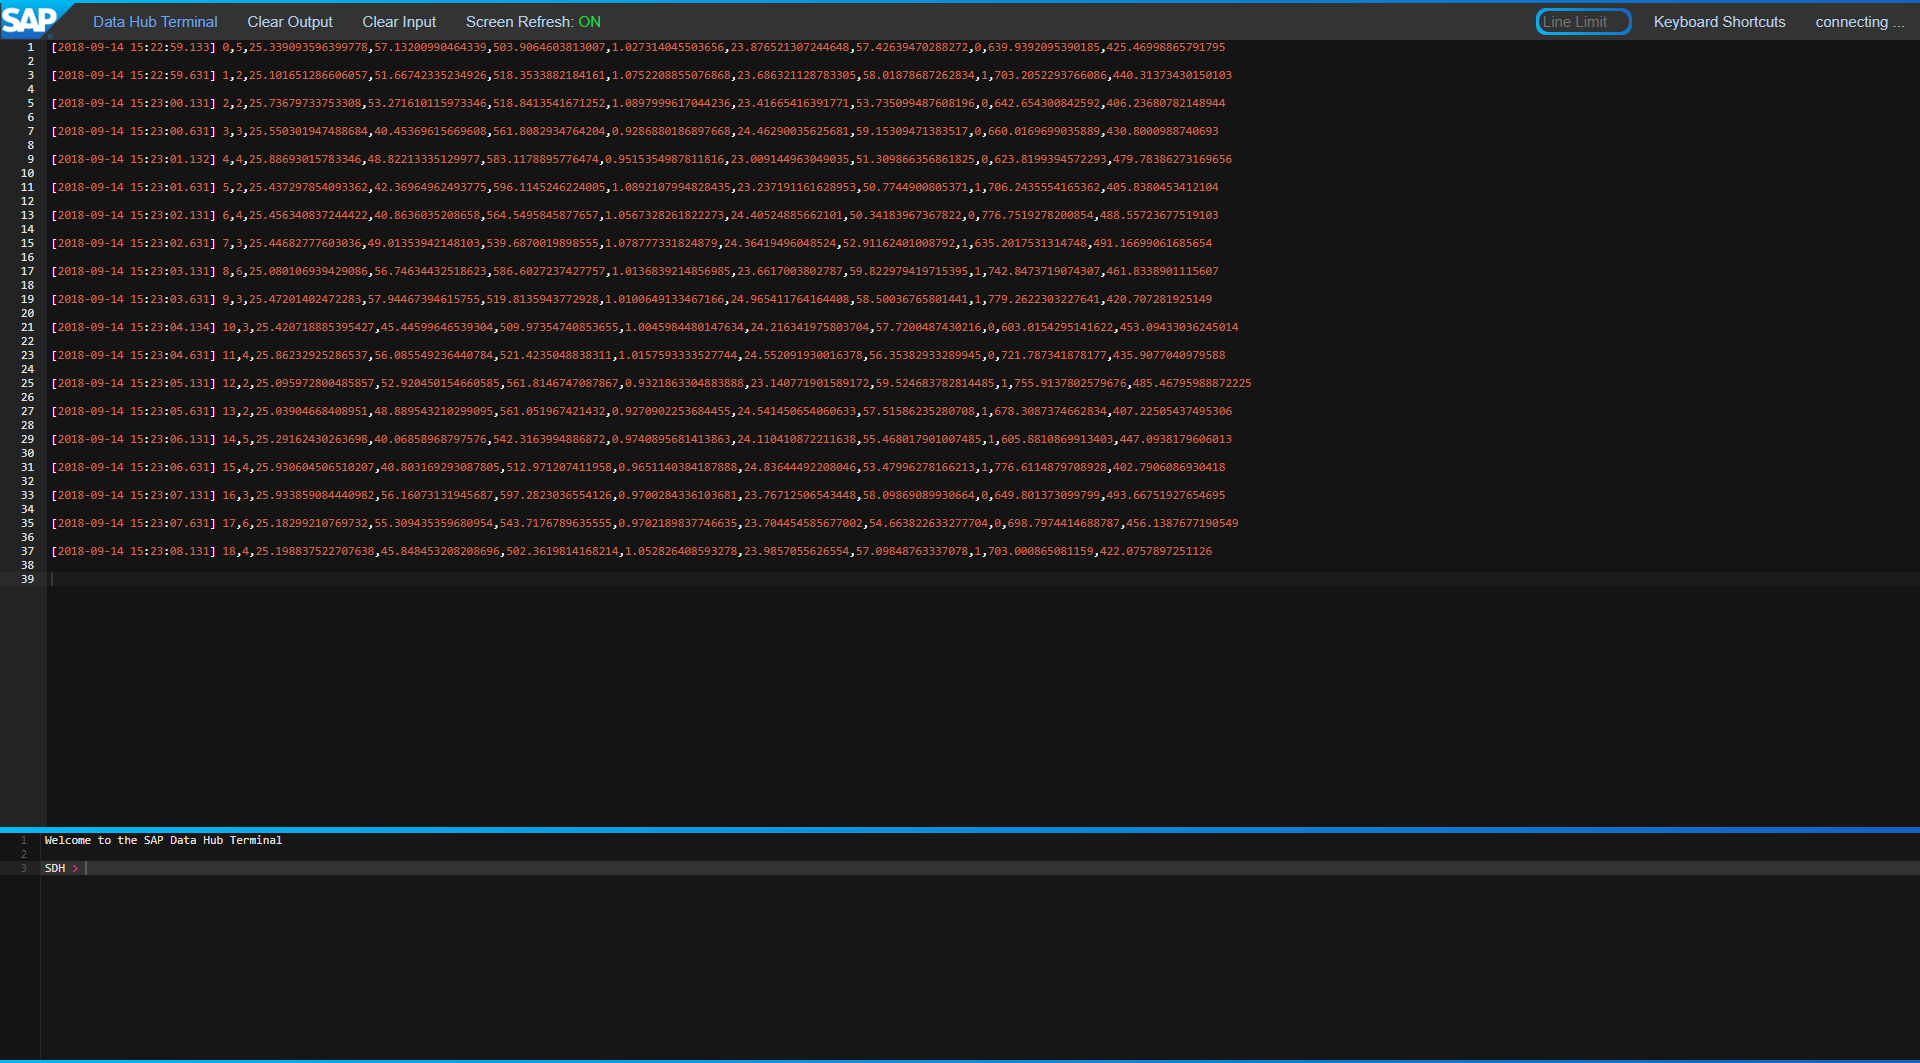 SAP Data Hub Terminal Clear Output Clear Input Screen Refresh: ON Line Limit Keyboard Shortcuts connecting ...
1 [2018-09-14 15:22:59.133] 0,5,25.339093596399778,57.13200990464339,503.9064603813007,1.027314045503656,23.876521307244648,57.42639470288272,0,639.9392095390185,425.46998865791795
2
3 [2018-09-14 15:22:59.631] 1,2,25.101651286606057,51.66742335234926,518.3533882184161,1.0752208855076868,23.686321128783305,58.01878687262834,1,703.2052293766086,440.31373430150103
4
5 [2018-09-14 15:23:00.131] 2,2,25.73679733753308,53.271610115973346,518.8413541671252,1.0897999617044236,23.41665416391771,53.735099487608196,0,642.654300842592,406.23680782148944
6
7 [2018-09-14 15:23:00.631] 3,3,25.550301947488684,40.45369615669608,561.8082934764204,0.9286880186897668,24.46290035625681,59.15309471383517,0,660.0169699035889,430.8000988740693
8
9 [2018-09-14 15:23:01.132] 4,4,25.88693015783346,48.82213335129977,583.1178895776474,0.9515354987811816,23.009144963049035,51.309866356861825,0,623.8199394572293,479.78386273169656
10
11 [2018-09-14 15:23:01.631] 5,2,25.437297854093362,42.36964962493775,596.1145246224005,1.0892107994828435,23.237191161628953,50.7744900805371,1,706.2435554165362,405.8380453412104
12
13 [2018-09-14 15:23:02.131] 6,4,25.456340837244422,40.8636035208658,564.5495845877657,1.0567328261822273,24.40524885662101,50.34183967367822,0,776.7519278200854,488.55723677519103
14
15 [2018-09-14 15:23:02.631] 7,3,25.44682777603036,49.01353942148103,539.6870019898555,1.078777331824879,24.36419496048524,52.91162401008792,1,635.2017531314748,491.16699061685654
16
17 [2018-09-14 15:23:03.131] 8,6,25.080106939429086,56.74634432518623,586.6027237427757,1.0136839214856985,23.6617003802787,59.822979419715395,1,742.8473719074307,461.8338901115607
18
19 [2018-09-14 15:23:03.631] 9,3,25.47201402472283,57.94467394615755,519.8135943772928,1.0100649133467166,24.965411764164408,58.50036765801441,1,779.2622303227641,420.707281925149
20
21 [2018-09-14 15:23:04.134] 10,3,25.420718885395427,45.44599646539304,509.97354740853655,1.0045984480147634,24.216341975803704,57.7200487430216,0,603.0154295141622,453.09433036245014
22
23 [2018-09-14 15:23:04.631] 11,4,25.86232925286537,56.085549236440784,521.4235048838311,1.0157593333527744,24.552091930016378,56.35382933289945,0,721.787341878177,435.9077040979588
24
25 [2018-09-14 15:23:05.131] 12,2,25.095972800485857,52.920450154660585,561.8146747087867,0.9321863304883888,23.140771901589172,59.524683782814485,1,755.9137802579676,485.46795988872225
26
27 [2018-09-14 15:23:05.631] 13,2,25.03904668408951,48.889543210299095,561.051967421432,0.9270902253684455,24.541450654060633,57.51586235280708,1,678.3087374662834,407.22505437495306
28
29 [2018-09-14 15:23:06.131] 14,5,25.29162430263698,40.06858968797576,542.3163994886872,0.9740895681413863,24.110410872211638,55.468017901007485,1,605.8810869913403,447.0938179606013
30
31 [2018-09-14 15:23:06.631] 15,4,25.930604506510207,40.803169293087805,512.971207411958,0.9651140384187888,24.83644492208046,53.47996278166213,1,776.6114879708928,402.7906086930418
32
33 [2018-09-14 15:23:07.131] 16,3,25.933859084440982,56.16073131945687,597.2823036554126,0.9700284336103681,23.76712506543448,58.09869089930664,0,649.801373099799,493.66751927654695
34
35 [2018-09-14 15:23:07.631] 17,6,25.18299210769732,55.309435359680954,543.7176789635555,0.9702189837746635,23.704454585677002,54.663822633277704,0,698.7974414688787,456.1387677190549
36
37 [2018-09-14 15:23:08.131] 18,4,25.198837522707638,45.848453208208696,502.3619814168214,1.052826408593278,23.9857055626554,57.09848763337078,1,703.000865081159,422.0757897251126
38
39
1 Welcome to the SAP Data Hub Terminal
2
3 SDH >